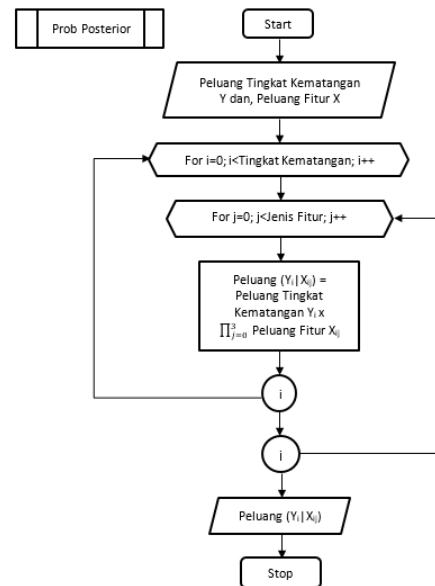 Prob Posterior
Start
Peluang Tingkat Kematangan
Y dan, Peluang Fitur X
For i=0; i<Tingkat Kematangan; i++
For j=0; j<Jenis Fitur; j++
Peluang (Yᵢ|Xᵢⱼ) =
Peluang Tingkat
Kematangan Yᵢ x
∏³ⱼ₌₀ Peluang Fitur Xᵢⱼ
i
i
Peluang (Yᵢ|Xᵢⱼ)
Stop